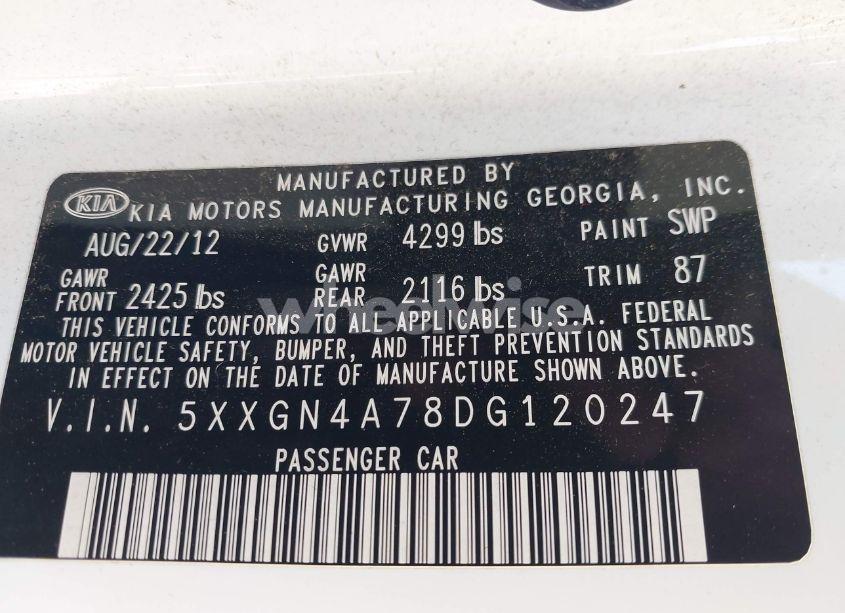 MANUFACTURED BY
KIA KIA MOTORS MANUFACTURING GEORGIA, INC.
AUG/22/12 GVWR 4299 lbs PAINT SWP
GAWR FRONT 2425 lbs GAWR REAR 2116 lbs TRIM 87
THIS VEHICLE CONFORMS TO ALL APPLICABLE U.S.A. FEDERAL
MOTOR VEHICLE SAFETY, BUMPER, AND THEFT PREVENTION STANDARDS
IN EFFECT ON THE DATE OF MANUFACTURE SHOWN ABOVE.
V.I.N. 5XXGN4A78DG120247
PASSENGER CAR